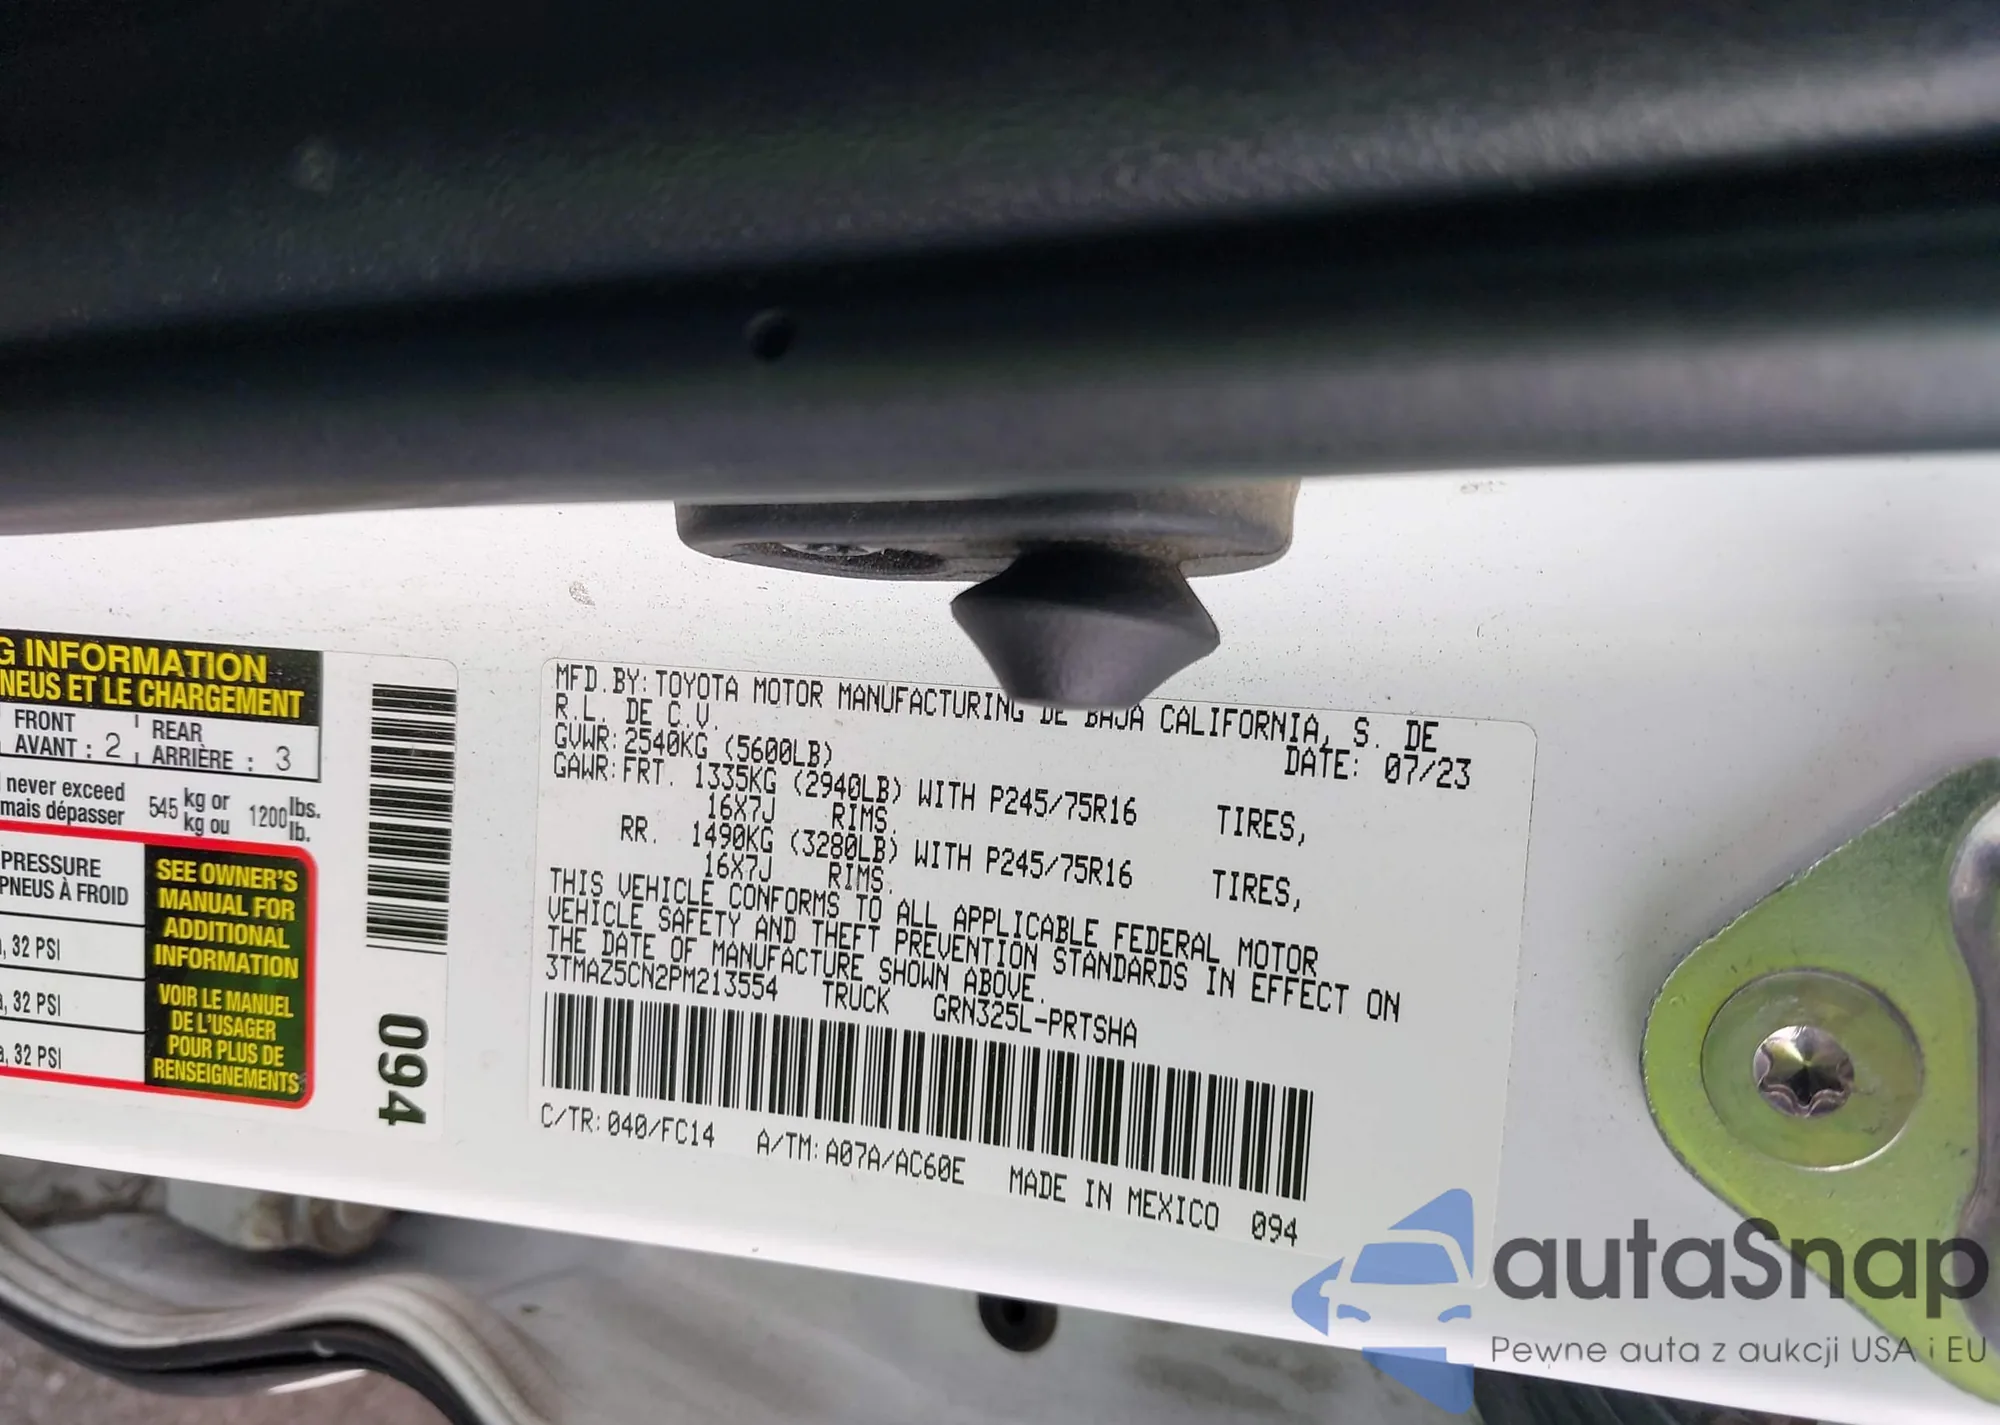 G INFORMATION
NEUS ET LE CHARGEMENT
FRONT
AVANT : 2
REAR
ARRIÈRE : 3
never exceed
mais dépasser
545 kg or
kg ou
1200 lbs.
lb.
PRESSURE
PNEUS À FROID
, 32 PSI
, 32 PSI
, 32 PSI
SEE OWNER'S
MANUAL FOR
ADDITIONAL
INFORMATION
VOIR LE MANUEL
DE L'USAGER
POUR PLUS DE
RENSEIGNEMENTS
094
MFD.BY: TOYOTA MOTOR MANUFACTURING DE BAJA CALIFORNIA, S. DE
R.L. DE C.V.
DATE: 07/23
GVWR: 2540KG (5600LB)
GAWR: FRT. 1335KG (2940LB) WITH P245/75R16 TIRES,
16X7J RIMS.
RR. 1490KG (3280LB) WITH P245/75R16 TIRES,
16X7J RIMS.
THIS VEHICLE CONFORMS TO ALL APPLICABLE FEDERAL MOTOR
VEHICLE SAFETY AND THEFT PREVENTION STANDARDS IN EFFECT ON
THE DATE OF MANUFACTURE SHOWN ABOVE.
3TMAZ5CN2PM213554 TRUCK GRN325L-PRTSHA
C/TR: 040/FC14 A/TM: A07A/AC60E MADE IN MEXICO 094
autaSnap
Pewne auta z aukcji USA i EU